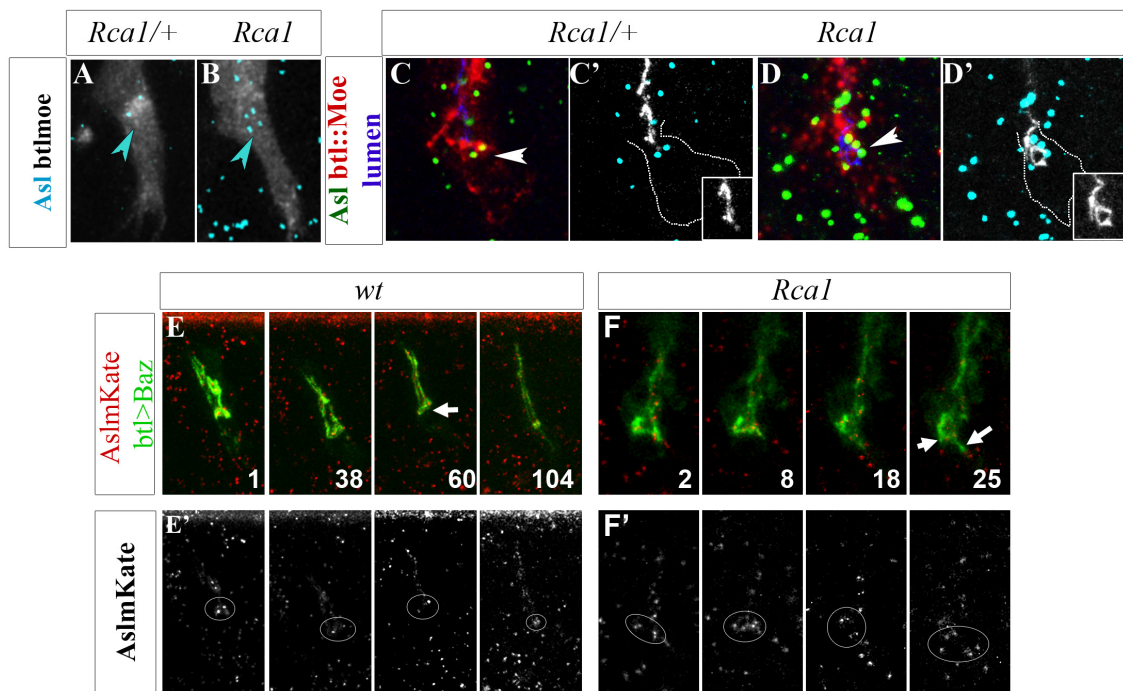 Rca1/+ Rca1
Rca1/+ Rca1
Asl btlmoe
A
B
Asl btl::Moe
lumen
C
C'
D
D'
wt
Rca1
AslmKate
btl>Baz
E
1
38
60
104
F
2
8
18
25
AslmKate
E'
F'